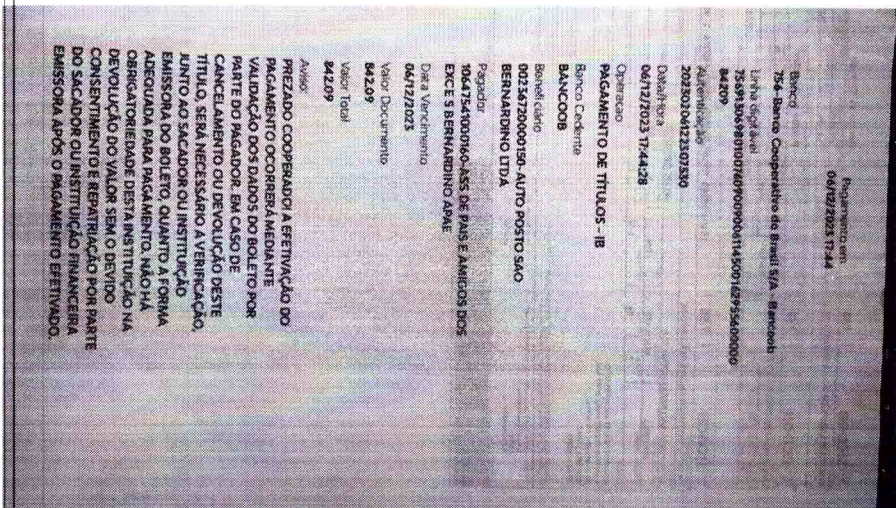 Pagamento em
06/12/2023 17:44
Banco
756 - Banco Cooperativo do Brasil S/A - Bancoob
Linha digitável
84209
Autenticação
Data/Hora
06/12/2023 17:44:28
Operacao
PAGAMENTO DE TÍTULOS - IB
Banco Cedente
BANCOOB
Beneficiário
00236720000150-AUTO POSTO SAO
BERNARDINO LTDA
Pagador
10647541000160-ASS DE PAIS E AMIGOS DOS
EXC E S BERNARDINO APAE
Data Vencimento
06/12/2023
Valor Documento
842.09
Valor Total
842.09
Aviso:
PREZADO COOPERADO! A EFETIVAÇÃO DO
PAGAMENTO OCORRERÁ MEDIANTE
VALIDAÇÃO DOS DADOS DO BOLETO POR
PARTE DO PAGADOR. EM CASO DE
CANCELAMENTO OU DEVOLUÇÃO DESTE
TÍTULO, SERÁ NECESSÁRIO A VERIFICAÇÃO,
JUNTO AO SACADOR OU INSTITUIÇÃO
EMISSORA DO BOLETO, QUANTO A FORMA
ADEQUADA PARA PAGAMENTO. NÃO HÁ
OBRIGATORIEDADE DESTA INSTITUIÇÃO NA
DEVOLUÇÃO DO VALOR SEM O DEVIDO
CONSENTIMENTO E REPATRIAÇÃO POR PARTE
DO SACADOR OU INSTITUIÇÃO FINANCEIRA
EMISSORA APÓS O PAGAMENTO EFETIVADO.